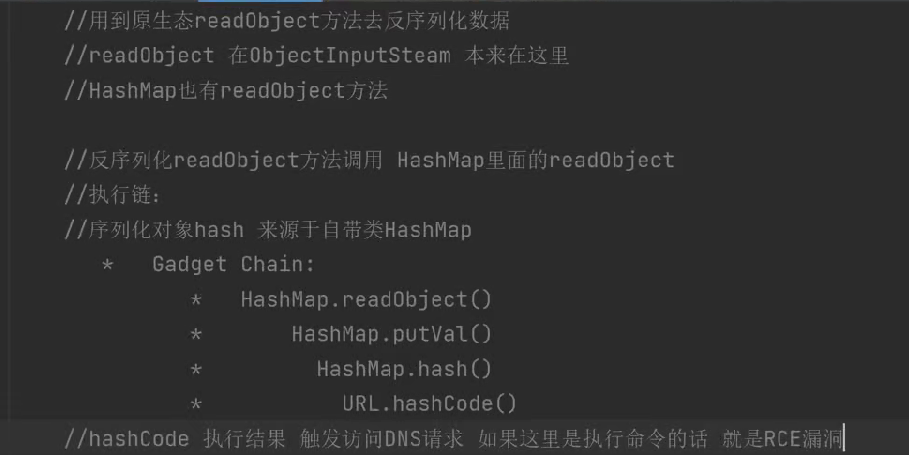 //用到原生态readObject方法去反序列化数据
//readObject 在ObjectInputSteam 本来在这里
//HashMap也有readObject方法
//反序列化readObject方法调用 HashMap里面的readObject
//执行链:
//序列化对象hash 来源于自带类HashMap
* Gadget Chain:
* HashMap.readObject()
* HashMap.putVal()
* HashMap.hash()
* URL.hashCode()
//hashCode 执行结果 触发访问DNS请求 如果这里是执行命令的话 就是RCE漏洞